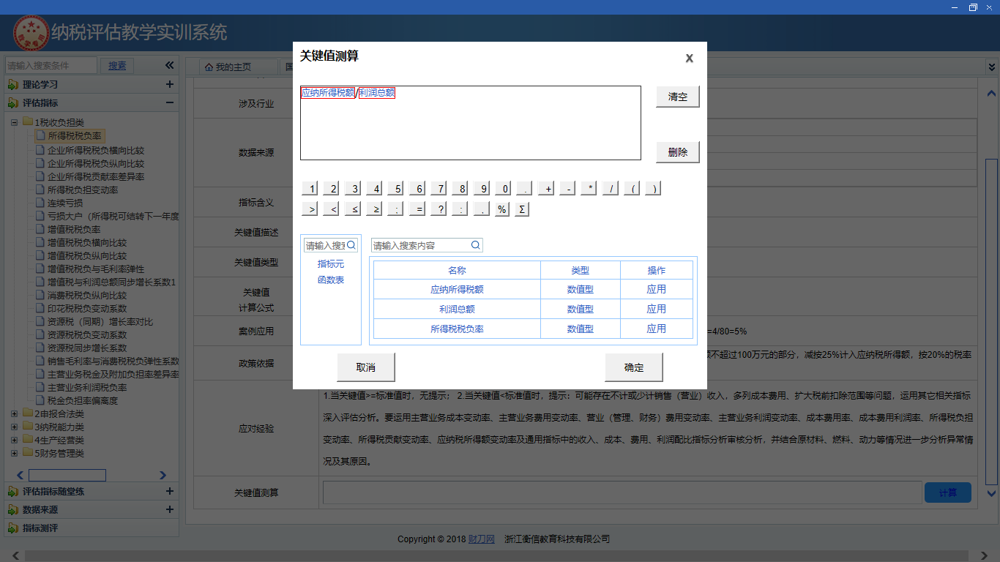 纳税评估教学实训系统
请输入搜索条件 搜素
理论学习
评估指标
1税收负担类
所得税税负率
企业所得税税负横向比较
企业所得税税负纵向比较
企业所得税贡献率差异率
所得税负担变动率
连续亏损
亏损大户（所得税可结转下一年度
增值税税负率
增值税税负横向比较
增值税税负纵向比较
增值税税负与毛利率弹性
增值税与利润总额同步增长系数1
消费税税负纵向比较
印花税税负变动系数
资源税（同期）增长率对比
资源税税负变动系数
资源税同步增长系数
销售毛利率与消费税税负弹性系数
主营业务税金及附加负担率差异率
主营业务利润税负率
税金负担率偏离度
2申报合法类
3纳税能力类
4生产经营类
5财务管理类
评估指标随堂练
数据来源
指标测评
我的主页
涉及行业
数据来源
指标含义
关键值描述
关键值类型
关键值
计算公式
案例应用 =4/80=5%
政策依据 不超过100万元的部分，减按25%计入应纳税所得额，按20%的税率
应对经验
1.当关键值>=标准值时，无提示； 2.当关键值<标准值时，提示：可能存在不计或少计销售（营业）收入，多列成本费用、扩大税前扣除范围等问题，运用其它相关指标
深入评估分析。要运用主营业务成本变动率、主营业务费用变动率、营业（管理、财务）费用变动率、主营业务利润变动率、成本费用率、成本费用利润率、所得税负担
变动率、所得税贡献变动率、应纳税所得额变动率及通用指标中的收入、成本、费用、利润配比指标分析审核分析，并结合原材料、燃料、动力等情况进一步分析异常情
况及其原因。
关键值测算 计算
关键值测算 X
应纳所得税额/利润总额
清空
删除
1 2 3 4 5 6 7 8 9 0 . + - * / ( )
> < ≤ ≥ ; = ? : , % Σ
请输入搜索 请输入搜索内容
指标元
函数表
名称 类型 操作
应纳所得税额 数值型 应用
利润总额 数值型 应用
所得税税负率 数值型 应用
取消 确定
Copyright © 2018 财刀网 浙江衡信教育科技有限公司